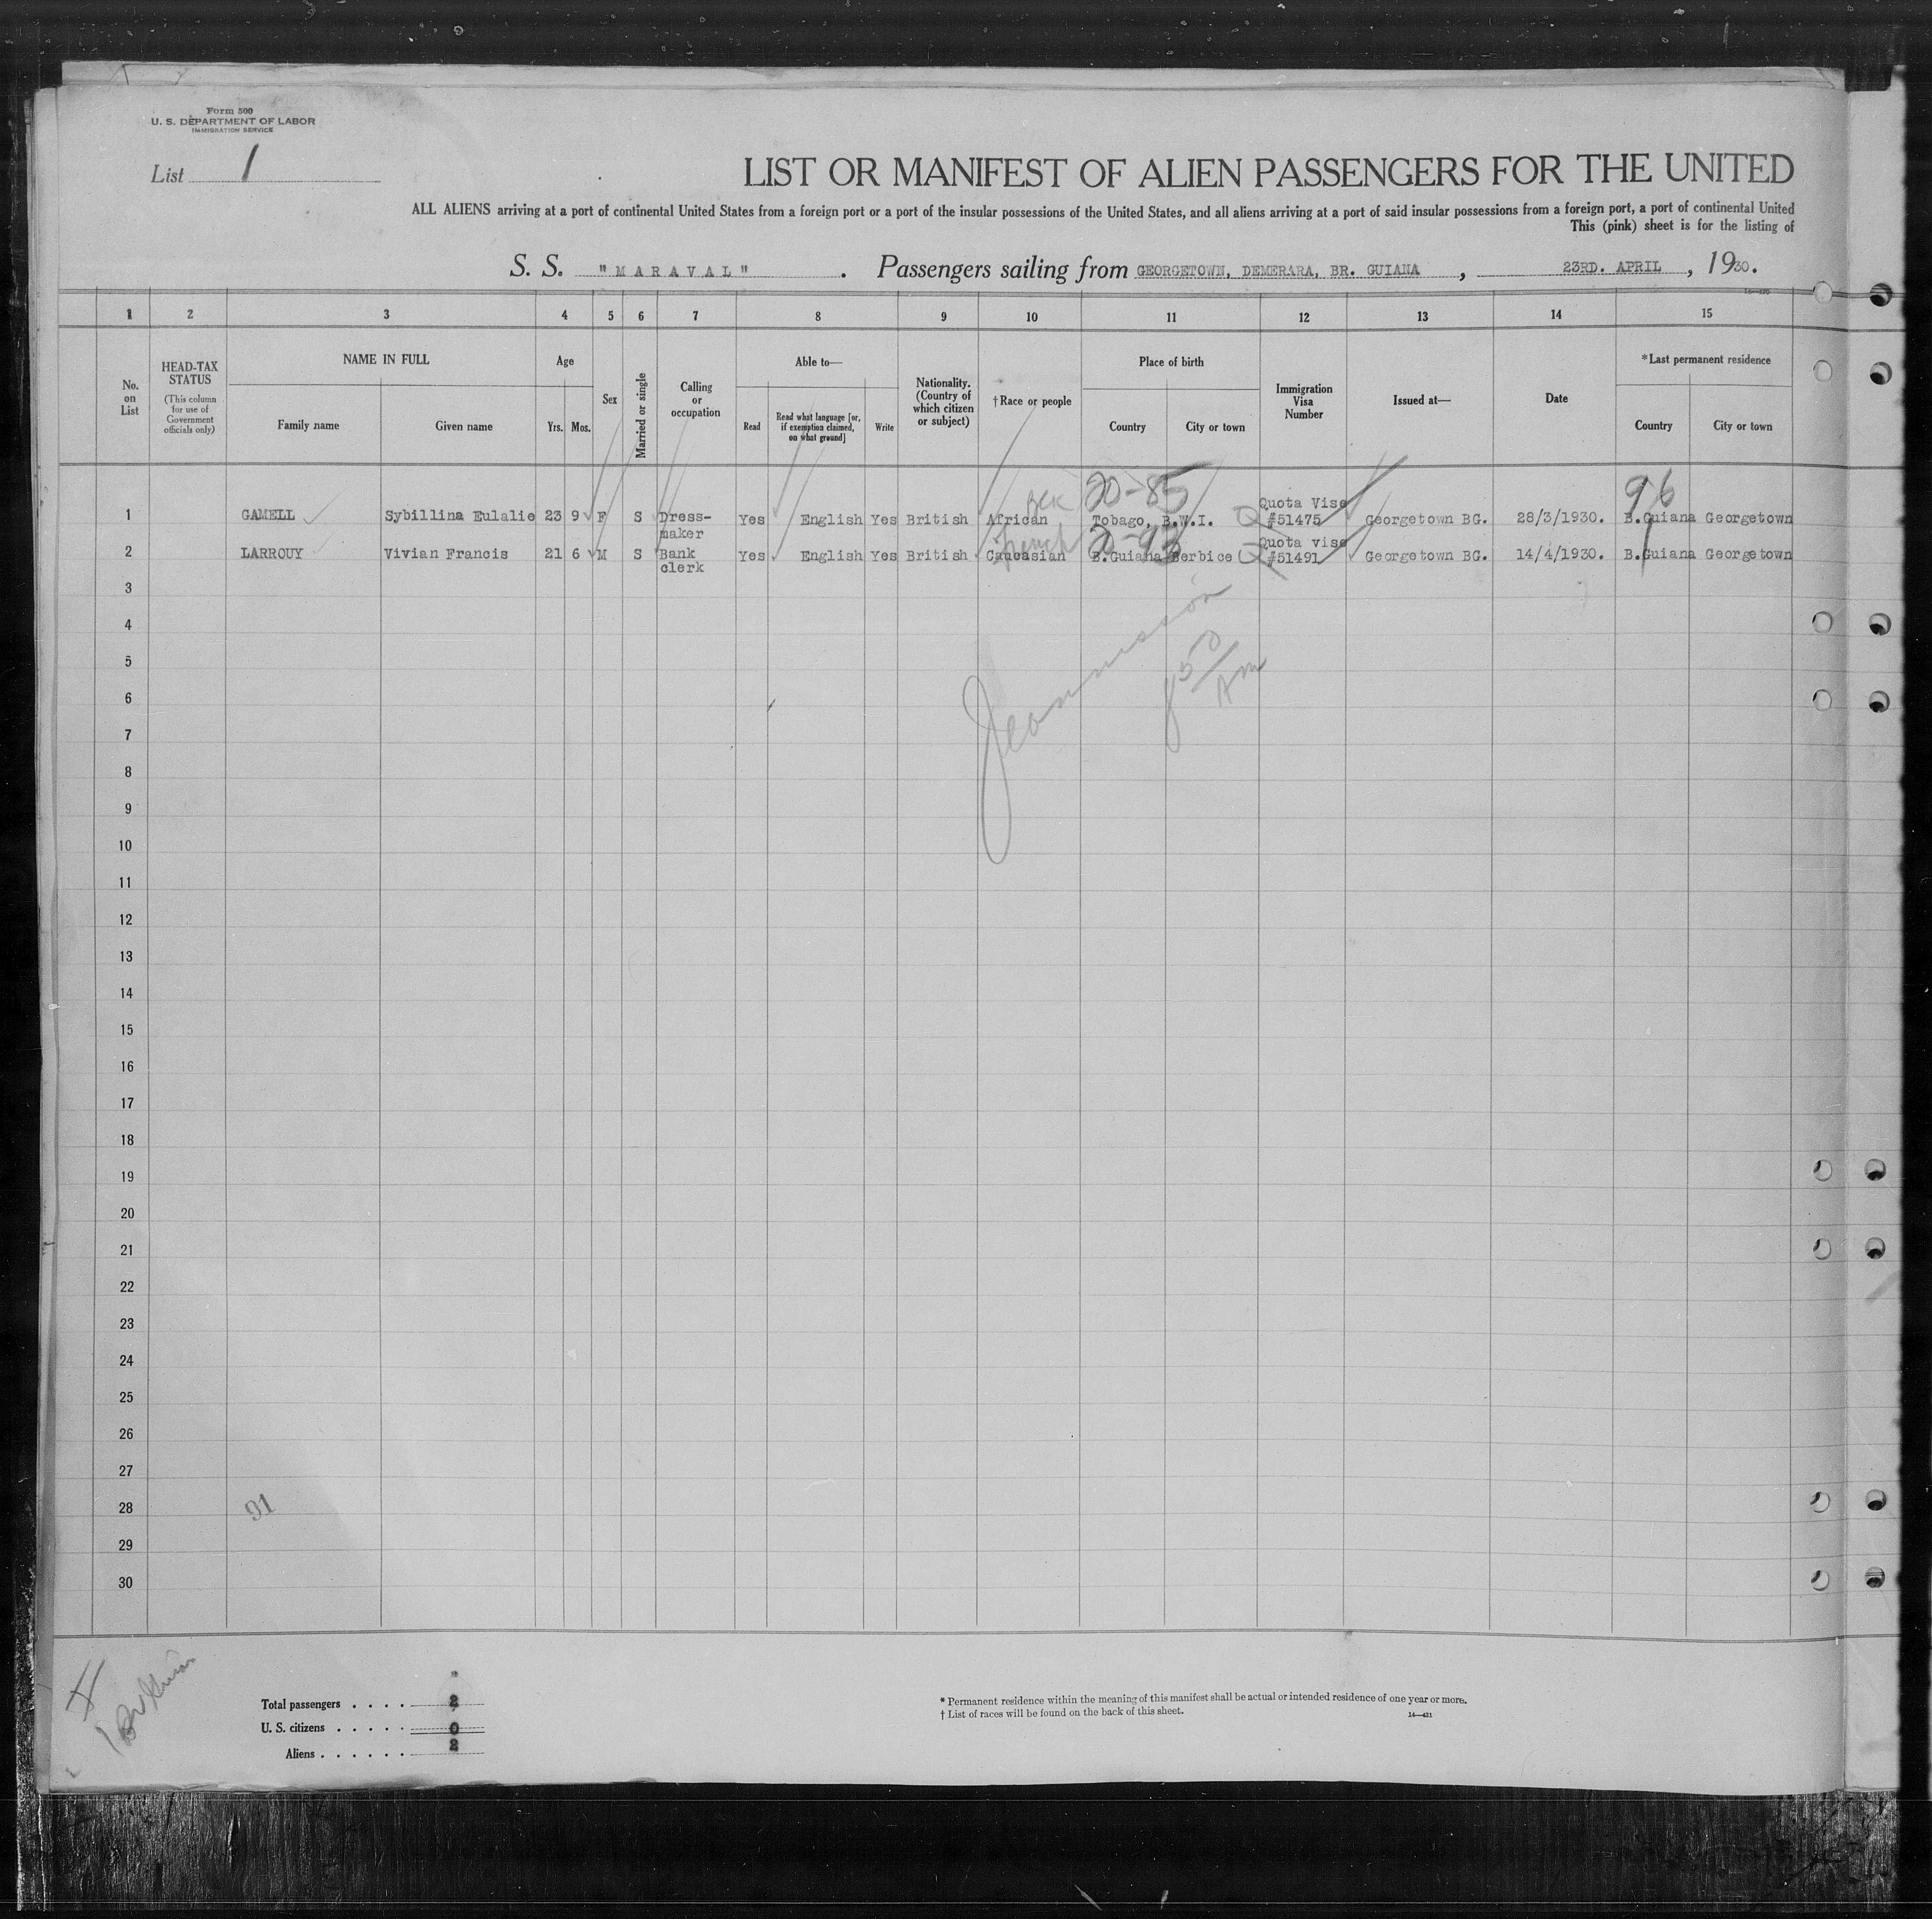 Form 500
U. S. DEPARTMENT OF LABOR
IMMIGRATION SERVICE
List 1
LIST OR MANIFEST OF ALIEN PASSENGERS FOR THE UNITED
ALL ALIENS arriving at a port of continental United States from a foreign port or a port of the insular possessions of the United States, and all aliens arriving at a port of said insular possessions from a foreign port, a port of continental United
This (pink) sheet is for the listing of
S. S. "MARAVAL". Passengers sailing from GEORGETOWN, DEMERARA, BR. GUIANA, 23RD. APRIL, 1930.
1 2 3 4 5 6 7 8 9 10 11 12 13 14 15
No. on List
HEAD-TAX STATUS
(This column for use of Government officials only)
NAME IN FULL
Family name
Given name
Age
Yrs. Mos.
Sex
Married or single
Calling or occupation
Able to—
Read
Read what language [or, if exemption claimed, on what ground]
Write
Nationality. (Country of which citizen or subject)
†Race or people
Place of birth
Country
City or town
Immigration Visa Number
Issued at—
Date
*Last permanent residence
Country
City or town
20-85
96
1 GAMELL Sybillina Eulalie 23 9 F S Dress-maker Yes English Yes British African Tobago, B.W.I. Quota Vise #51475 Georgetown BG. 28/3/1930. B.Guiana Georgetown
French 20-93
2 LARROUY Vivian Francis 21 6 M S Bank clerk Yes English Yes British Caucasian B.Guiana Berbice Quota vise #51491 Georgetown BG. 14/4/1930. B.Guiana Georgetown
3
4
5
6
7
8
9
10
11
12
13
14
15
16
17
18
19
20
21
22
23
24
25
26
27
28
29
30
91
Total passengers . . . . 2
U. S. citizens . . . . . 0
Aliens . . . . . . 2
* Permanent residence within the meaning of this manifest shall be actual or intended residence of one year or more.
† List of races will be found on the back of this sheet.
14—431